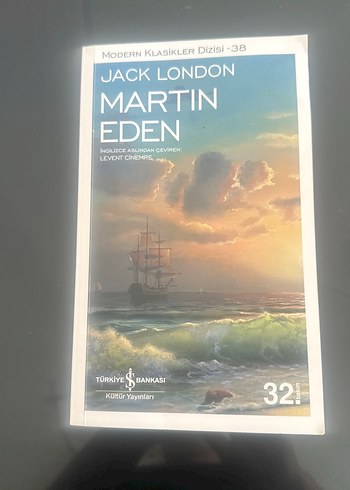 MODERN KLASİKLER DİZİSİ -38
JACK LONDON
MARTIN
EDEN
İNGİLİZCE ASLINDAN ÇEVİREN:
LEVENT CİNEMRE
TÜRKİYE İŞ BANKASI
Kültür Yayınları
32.
Basım